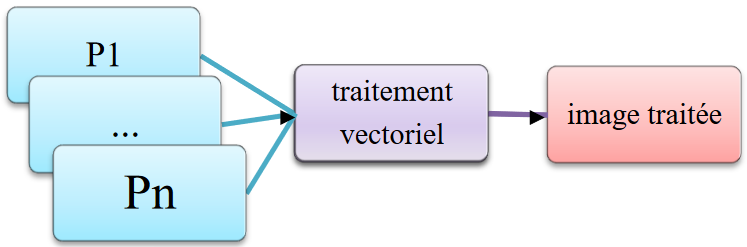 P1
...
Pn
traitement
vectoriel
image traitée